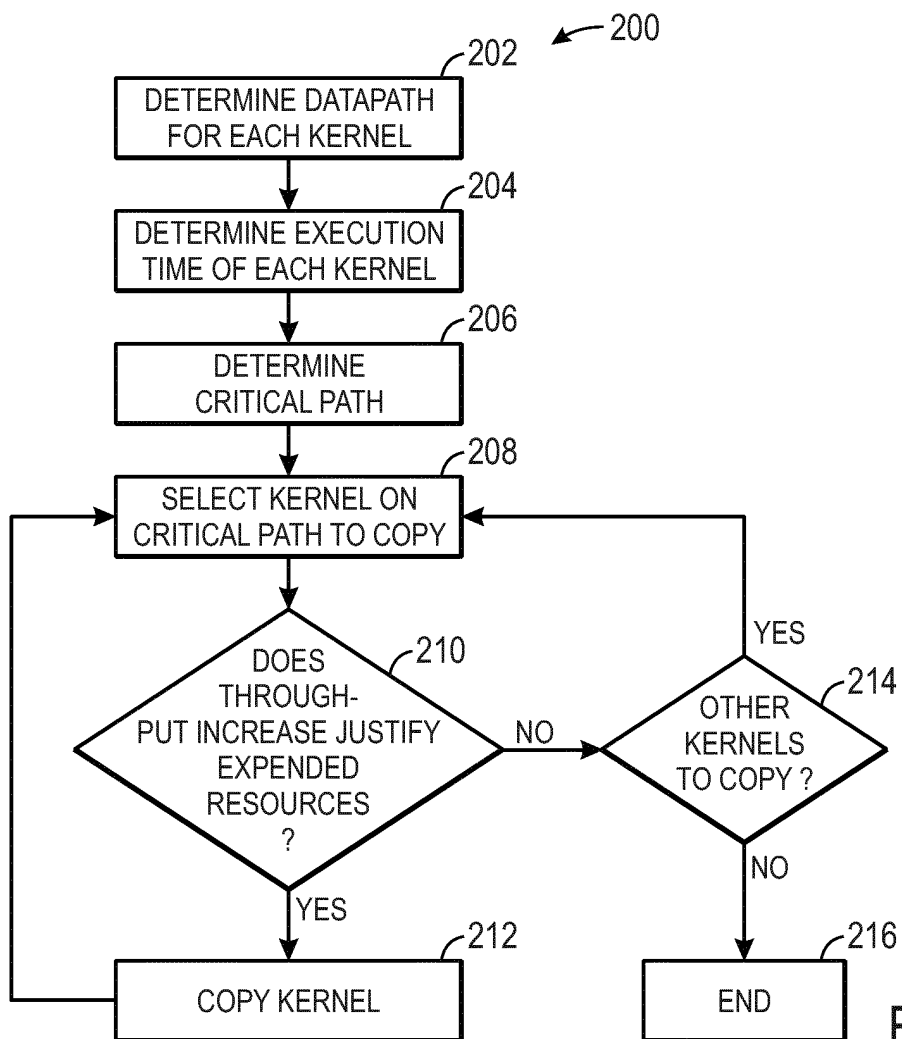 200
202
DETERMINE DATAPATH
FOR EACH KERNEL
204
DETERMINE EXECUTION
TIME OF EACH KERNEL
206
DETERMINE
CRITICAL PATH
208
SELECT KERNEL ON
CRITICAL PATH TO COPY
210
DOES
THROUGH-
PUT INCREASE JUSTIFY
EXPENDED
RESOURCES
?
NO
YES
214
OTHER
KERNELS
TO COPY ?
YES
NO
212
COPY KERNEL
216
END